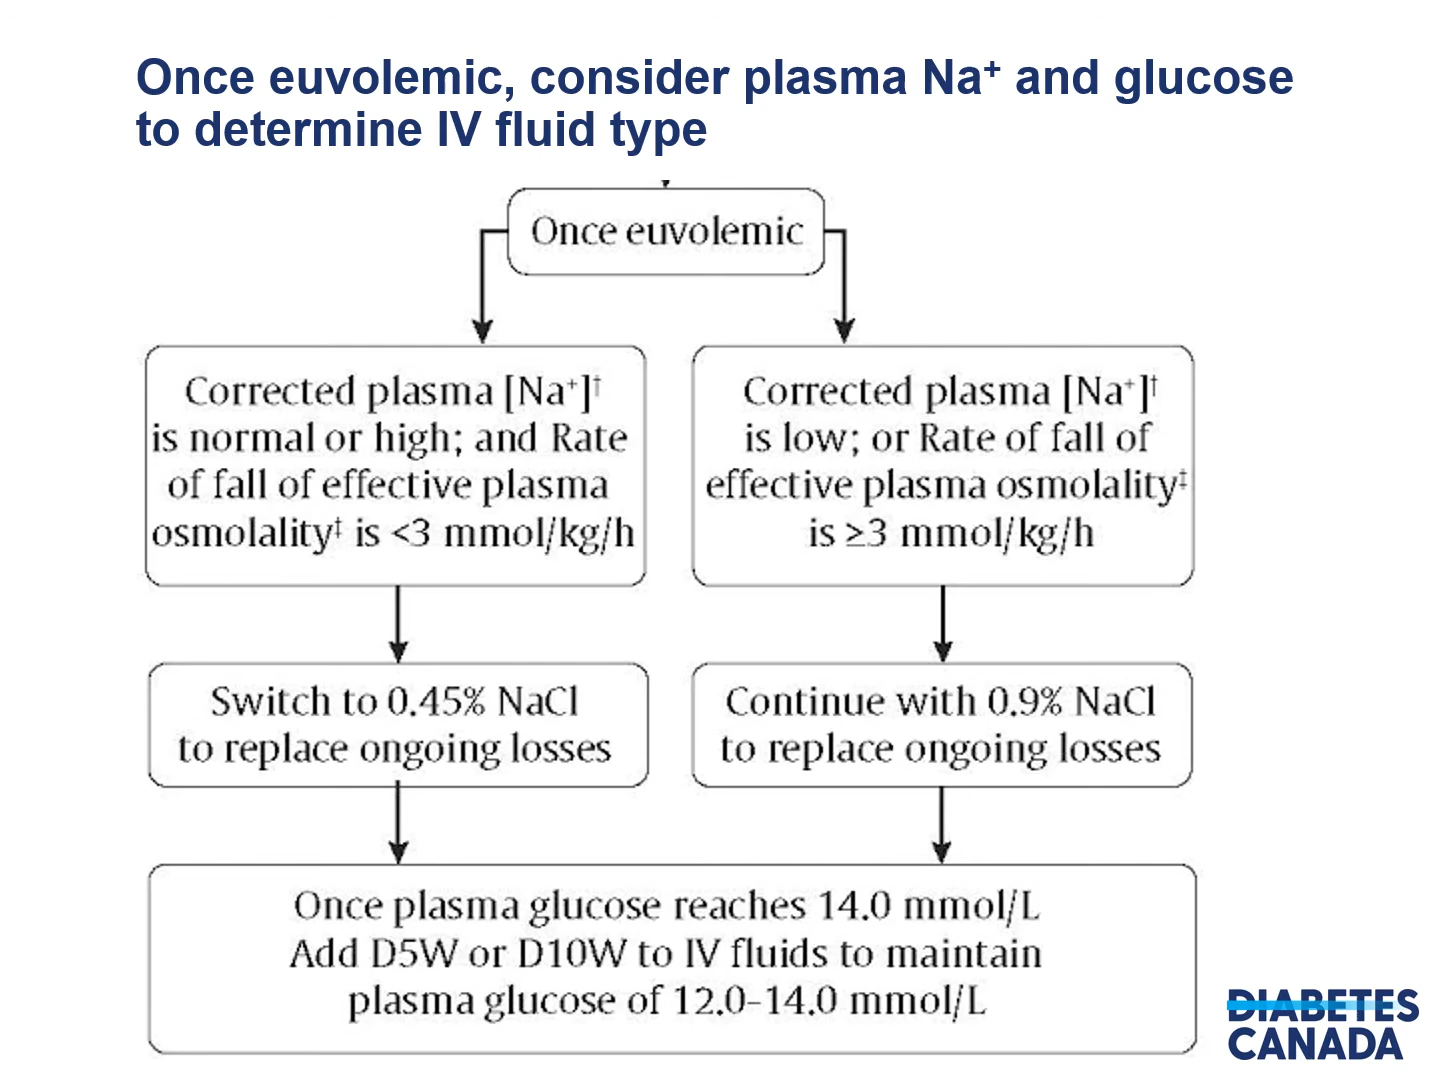 Once euvolemic, consider plasma Na⁺ and glucose
to determine IV fluid type
Once euvolemic
Corrected plasma [Na⁺]†
is normal or high; and Rate
of fall of effective plasma
osmolality‡ is <3 mmol/kg/h
Corrected plasma [Na⁺]†
is low; or Rate of fall of
effective plasma osmolality‡
is ≥3 mmol/kg/h
Switch to 0.45% NaCl
to replace ongoing losses
Continue with 0.9% NaCl
to replace ongoing losses
Once plasma glucose reaches 14.0 mmol/L
Add D5W or D10W to IV fluids to maintain
plasma glucose of 12.0–14.0 mmol/L
DIABETES
CANADA